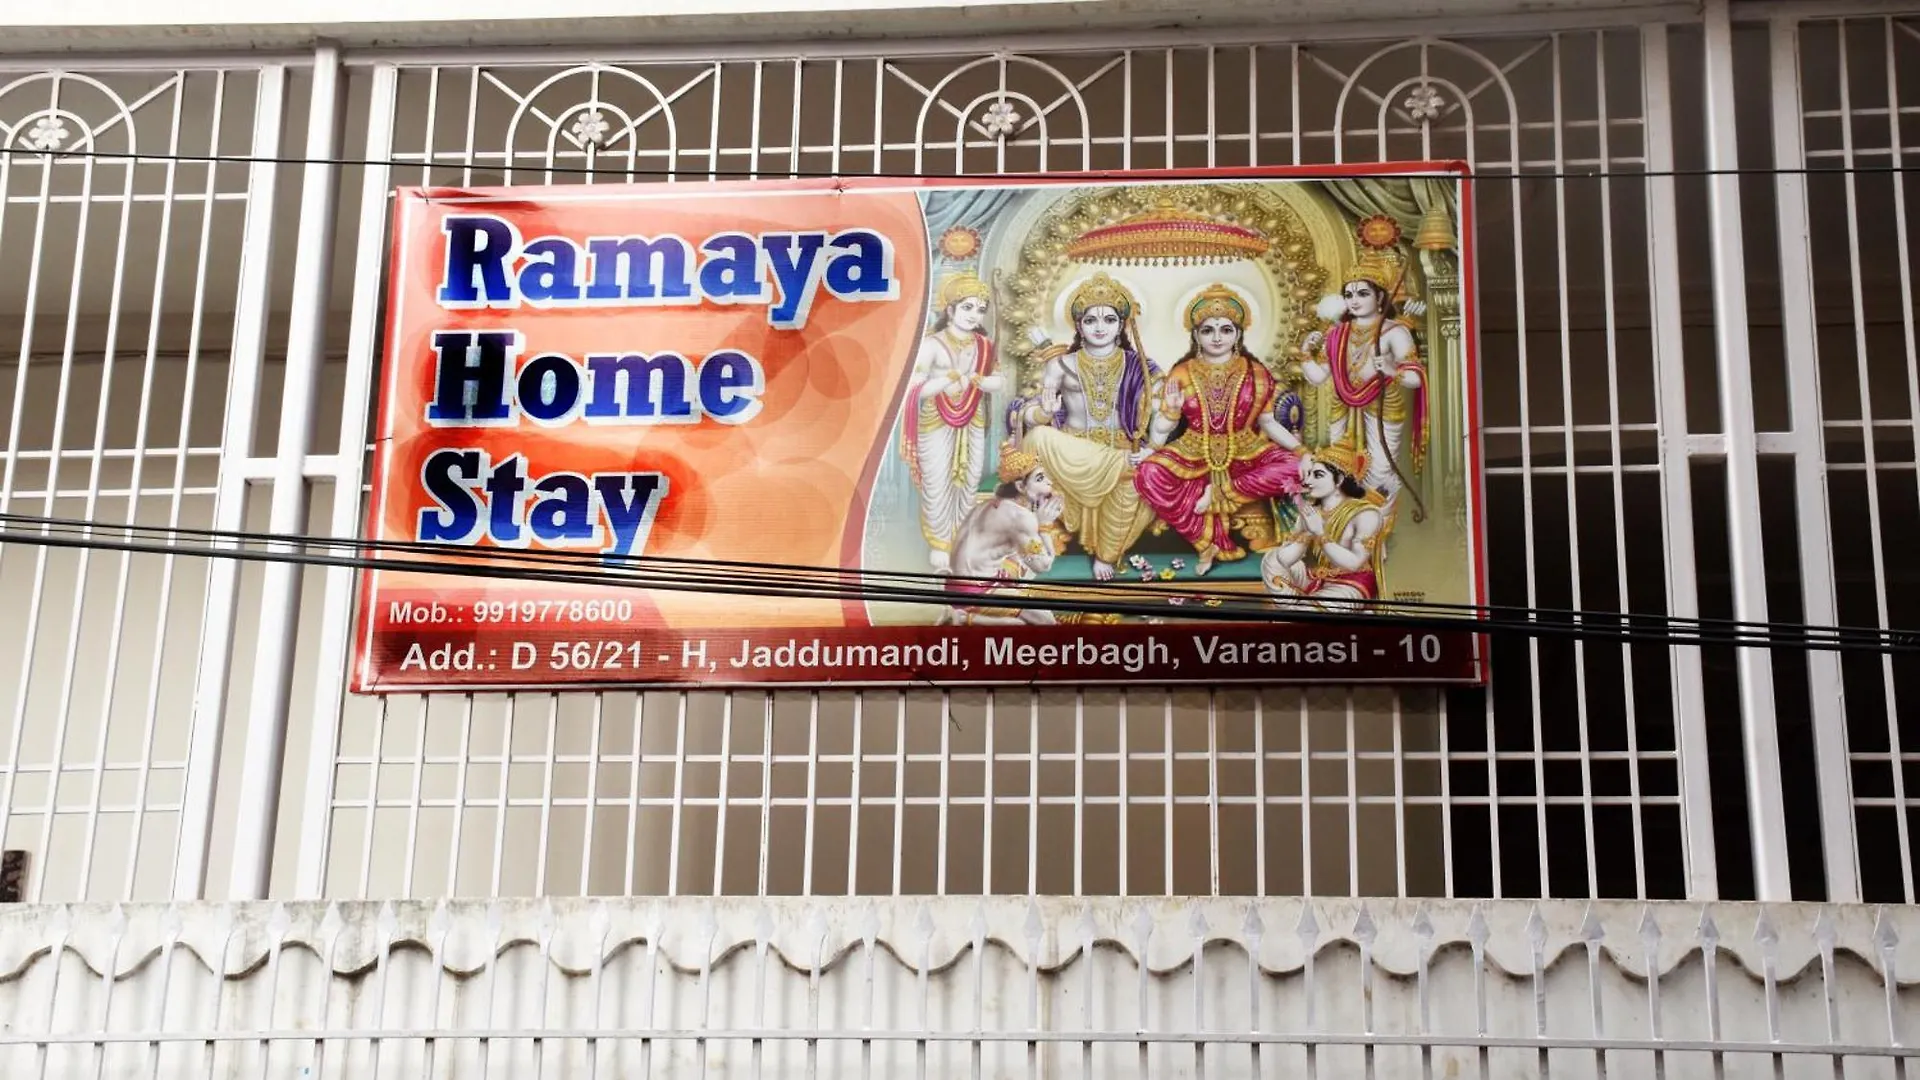 Ramaya
Home
Stay
Mob.: 9919778600
Add.: D 56/21 - H, Jaddumandi, Meerbagh, Varanasi - 10